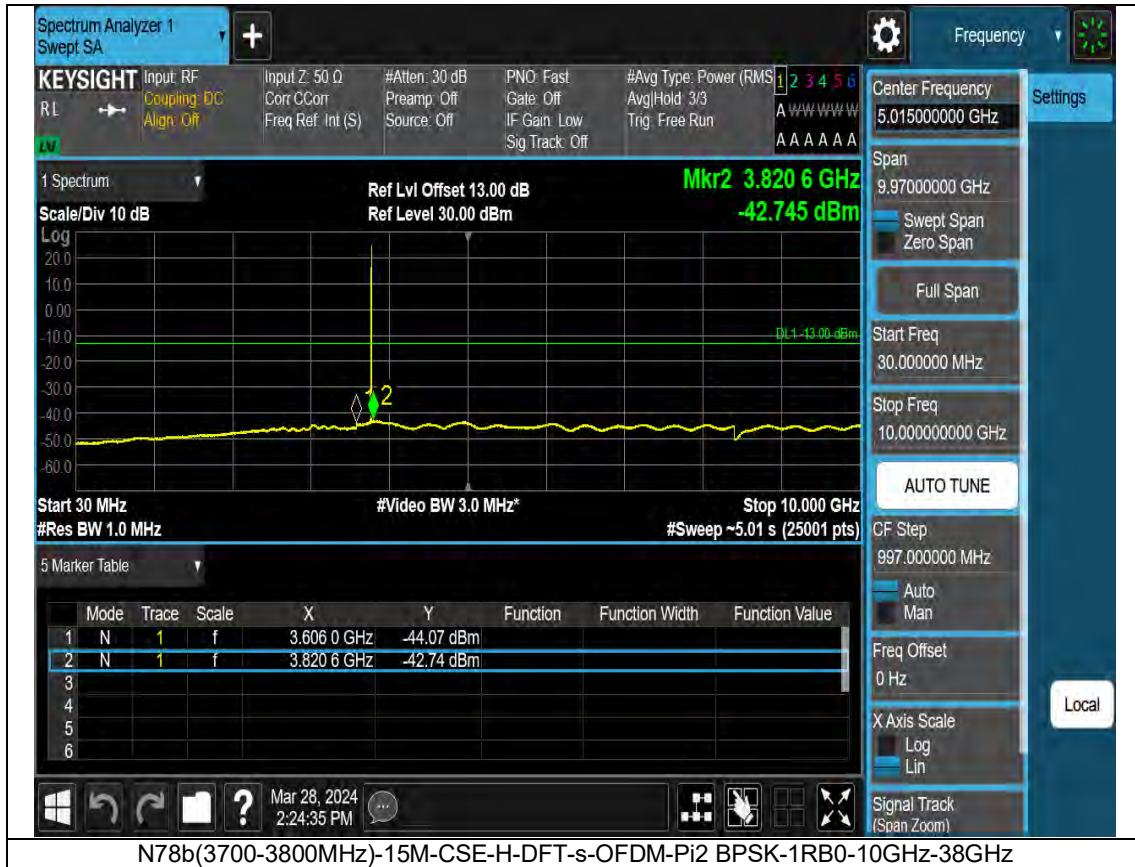 Spectrum Analyzer 1
Swept SA
+
Frequency
KEYSIGHT
RL
Input: RF
Coupling: DC
Align: Off
Input Z: 50 Ω
Corr CCorr
Freq Ref: Int (S)
#Atten: 30 dB
Preamp: Off
Source: Off
PNO: Fast
Gate: Off
IF Gain: Low
Sig Track: Off
#Avg Type: Power (RMS
Avg|Hold: 3/3
Trig: Free Run
1 2 3 4 5 6
A W W W W W
A A A A A A
1 Spectrum
Scale/Div 10 dB
Ref Lvl Offset 13.00 dB
Ref Level 30.00 dBm
Mkr2 3.820 6 GHz
-42.745 dBm
Log
20.0
10.0
0.00
-10.0
-20.0
-30.0
-40.0
-50.0
-60.0
DL1 -13.00 dBm
1
2
Start 30 MHz
#Video BW 3.0 MHz*
Stop 10.000 GHz
#Res BW 1.0 MHz
#Sweep ~5.01 s (25001 pts)
5 Marker Table
Mode Trace Scale X Y Function Function Width Function Value
1 N 1 f 3.606 0 GHz -44.07 dBm
2 N 1 f 3.820 6 GHz -42.74 dBm
3
4
5
6
?
Mar 28, 2024
2:24:35 PM
Center Frequency
5.015000000 GHz
Settings
Span
9.97000000 GHz
Swept Span
Zero Span
Full Span
Start Freq
30.000000 MHz
Stop Freq
10.000000000 GHz
AUTO TUNE
CF Step
997.000000 MHz
Auto
Man
Freq Offset
0 Hz
Local
X Axis Scale
Log
Lin
Signal Track
(Span Zoom)
N78b(3700-3800MHz)-15M-CSE-H-DFT-s-OFDM-Pi2 BPSK-1RB0-10GHz-38GHz